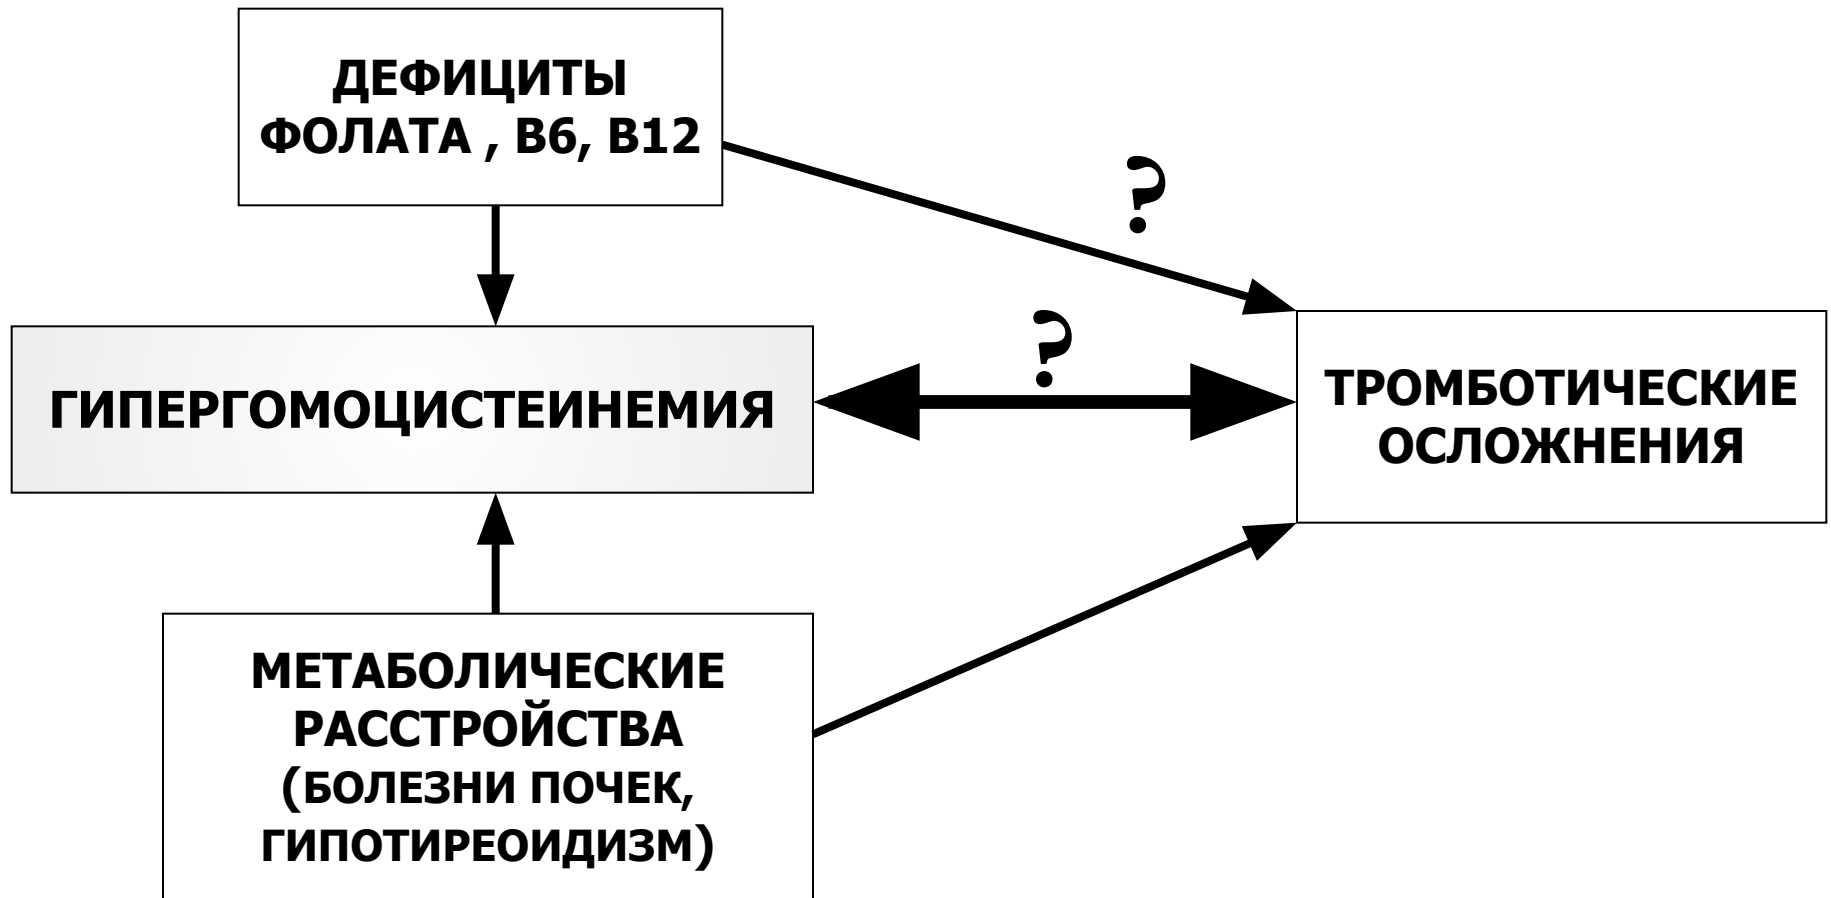 ДЕФИЦИТЫ
ФОЛАТА , В6, В12
?
?
ГИПЕРГОМОЦИСТЕИНЕМИЯ
ТРОМБОТИЧЕСКИЕ
ОСЛОЖНЕНИЯ
МЕТАБОЛИЧЕСКИЕ
РАССТРОЙСТВА
(БОЛЕЗНИ ПОЧЕК,
ГИПОТИРЕОИДИЗМ)